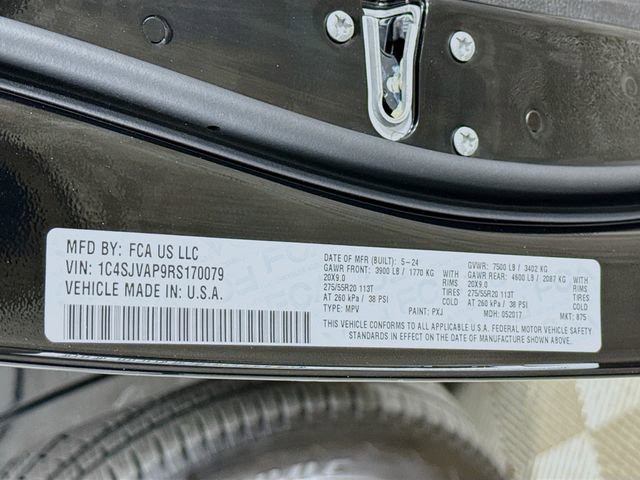 MFD BY: FCA US LLC
VIN: 1C4SJVAP9RS170079
VEHICLE MADE IN: U.S.A.
DATE OF MFR (BUILT): 5-24
GAWR FRONT: 3900 LB / 1770 KG WITH
20X9.0 RIMS
275/55R20 113T TIRES
AT 260 kPa / 38 PSI COLD
TYPE: MPV PAINT: PXJ
GVWR: 7500 LB / 3402 KG
GAWR REAR: 4600 LB / 2087 KG WITH
20X9.0 RIMS
275/55R20 113T TIRES
AT 260 kPa / 38 PSI COLD
MDH: 052017 MKT: 875
THIS VEHICLE CONFORMS TO ALL APPLICABLE U.S.A. FEDERAL MOTOR VEHICLE SAFETY
STANDARDS IN EFFECT ON THE DATE OF MANUFACTURE SHOWN ABOVE.